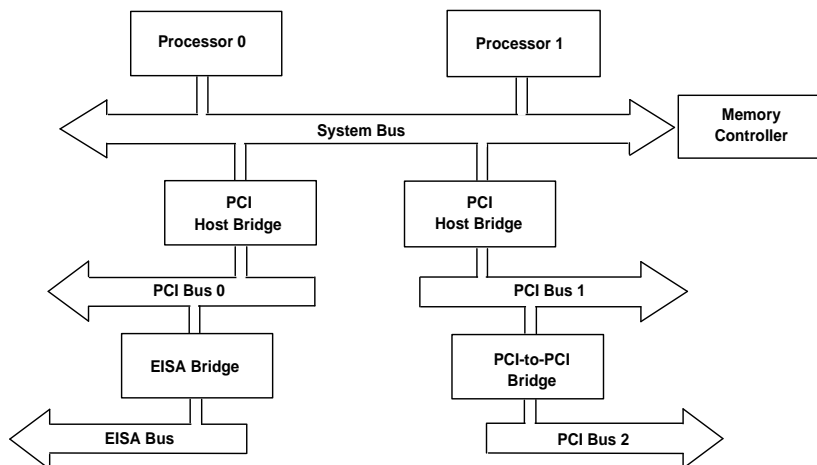 Processor 0
Processor 1
System Bus
Memory
Controller
PCI
Host Bridge
PCI
Host Bridge
PCI Bus 0
PCI Bus 1
EISA Bridge
PCI-to-PCI
Bridge
EISA Bus
PCI Bus 2